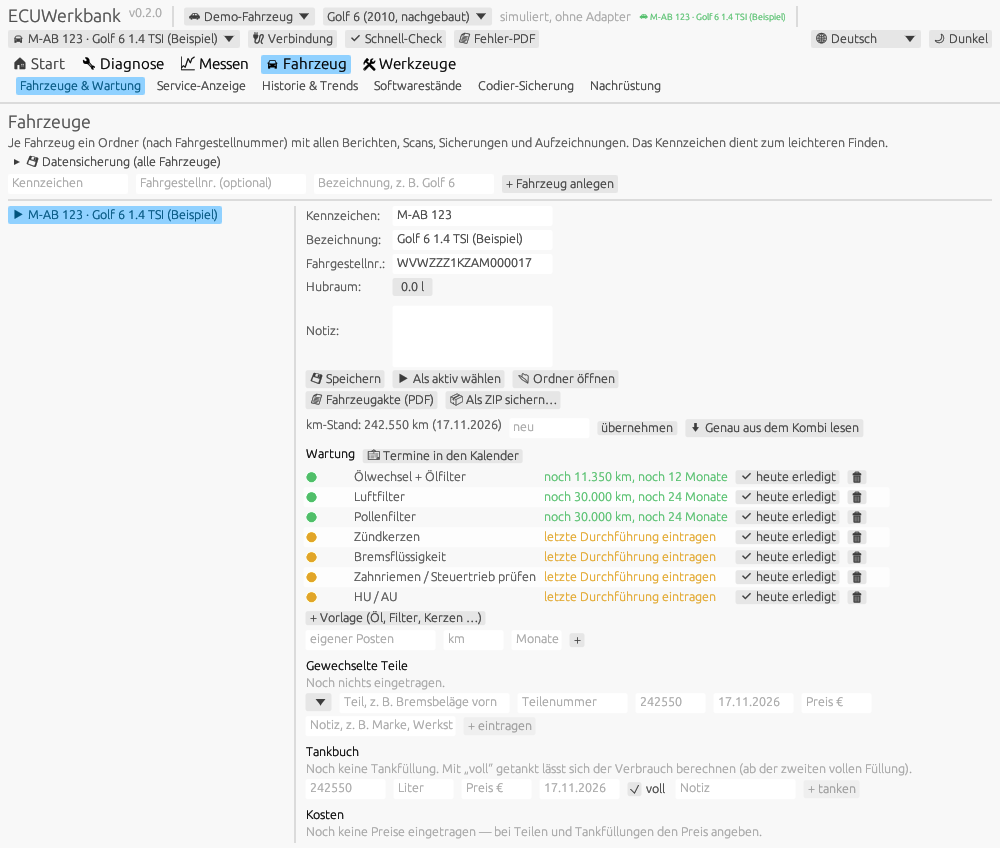 ECUWerkbank v0.2.0 Demo-Fahrzeug Golf 6 (2010, nachgebaut) simuliert, ohne Adapter M-AB 123 · Golf 6 1.4 TSI (Beispiel)
M-AB 123 · Golf 6 1.4 TSI (Beispiel) Verbindung Schnell-Check Fehler-PDF Deutsch Dunkel
Start Diagnose Messen Fahrzeug Werkzeuge
Fahrzeuge & Wartung Service-Anzeige Historie & Trends Softwarestände Codier-Sicherung Nachrüstung
Fahrzeuge
Je Fahrzeug ein Ordner (nach Fahrgestellnummer) mit allen Berichten, Scans, Sicherungen und Aufzeichnungen. Das Kennzeichen dient zum leichteren Finden.
Datensicherung (alle Fahrzeuge)
Kennzeichen Fahrgestellnr. (optional) Bezeichnung, z. B. Golf 6 + Fahrzeug anlegen
M-AB 123 · Golf 6 1.4 TSI (Beispiel)
Kennzeichen: M-AB 123
Bezeichnung: Golf 6 1.4 TSI (Beispiel)
Fahrgestellnr.: WVWZZZ1KZAM000017
Hubraum: 0.0 l
Notiz:
Speichern Als aktiv wählen Ordner öffnen
Fahrzeugakte (PDF) Als ZIP sichern…
km-Stand: 242.550 km (17.11.2026) neu übernehmen Genau aus dem Kombi lesen
Wartung Termine in den Kalender
Ölwechsel + Ölfilter noch 11.350 km, noch 12 Monate heute erledigt
Luftfilter noch 30.000 km, noch 24 Monate heute erledigt
Pollenfilter noch 30.000 km, noch 24 Monate heute erledigt
Zündkerzen letzte Durchführung eintragen heute erledigt
Bremsflüssigkeit letzte Durchführung eintragen heute erledigt
Zahnriemen / Steuertrieb prüfen letzte Durchführung eintragen heute erledigt
HU / AU letzte Durchführung eintragen heute erledigt
+ Vorlage (Öl, Filter, Kerzen …)
eigener Posten km Monate +
Gewechselte Teile
Noch nichts eingetragen.
Teil, z. B. Bremsbeläge vorn Teilenummer 242550 17.11.2026 Preis €
Notiz, z. B. Marke, Werkst + eintragen
Tankbuch
Noch keine Tankfüllung. Mit „voll“ getankt lässt sich der Verbrauch berechnen (ab der zweiten vollen Füllung).
242550 Liter Preis € 17.11.2026 voll Notiz + tanken
Kosten
Noch keine Preise eingetragen — bei Teilen und Tankfüllungen den Preis angeben.